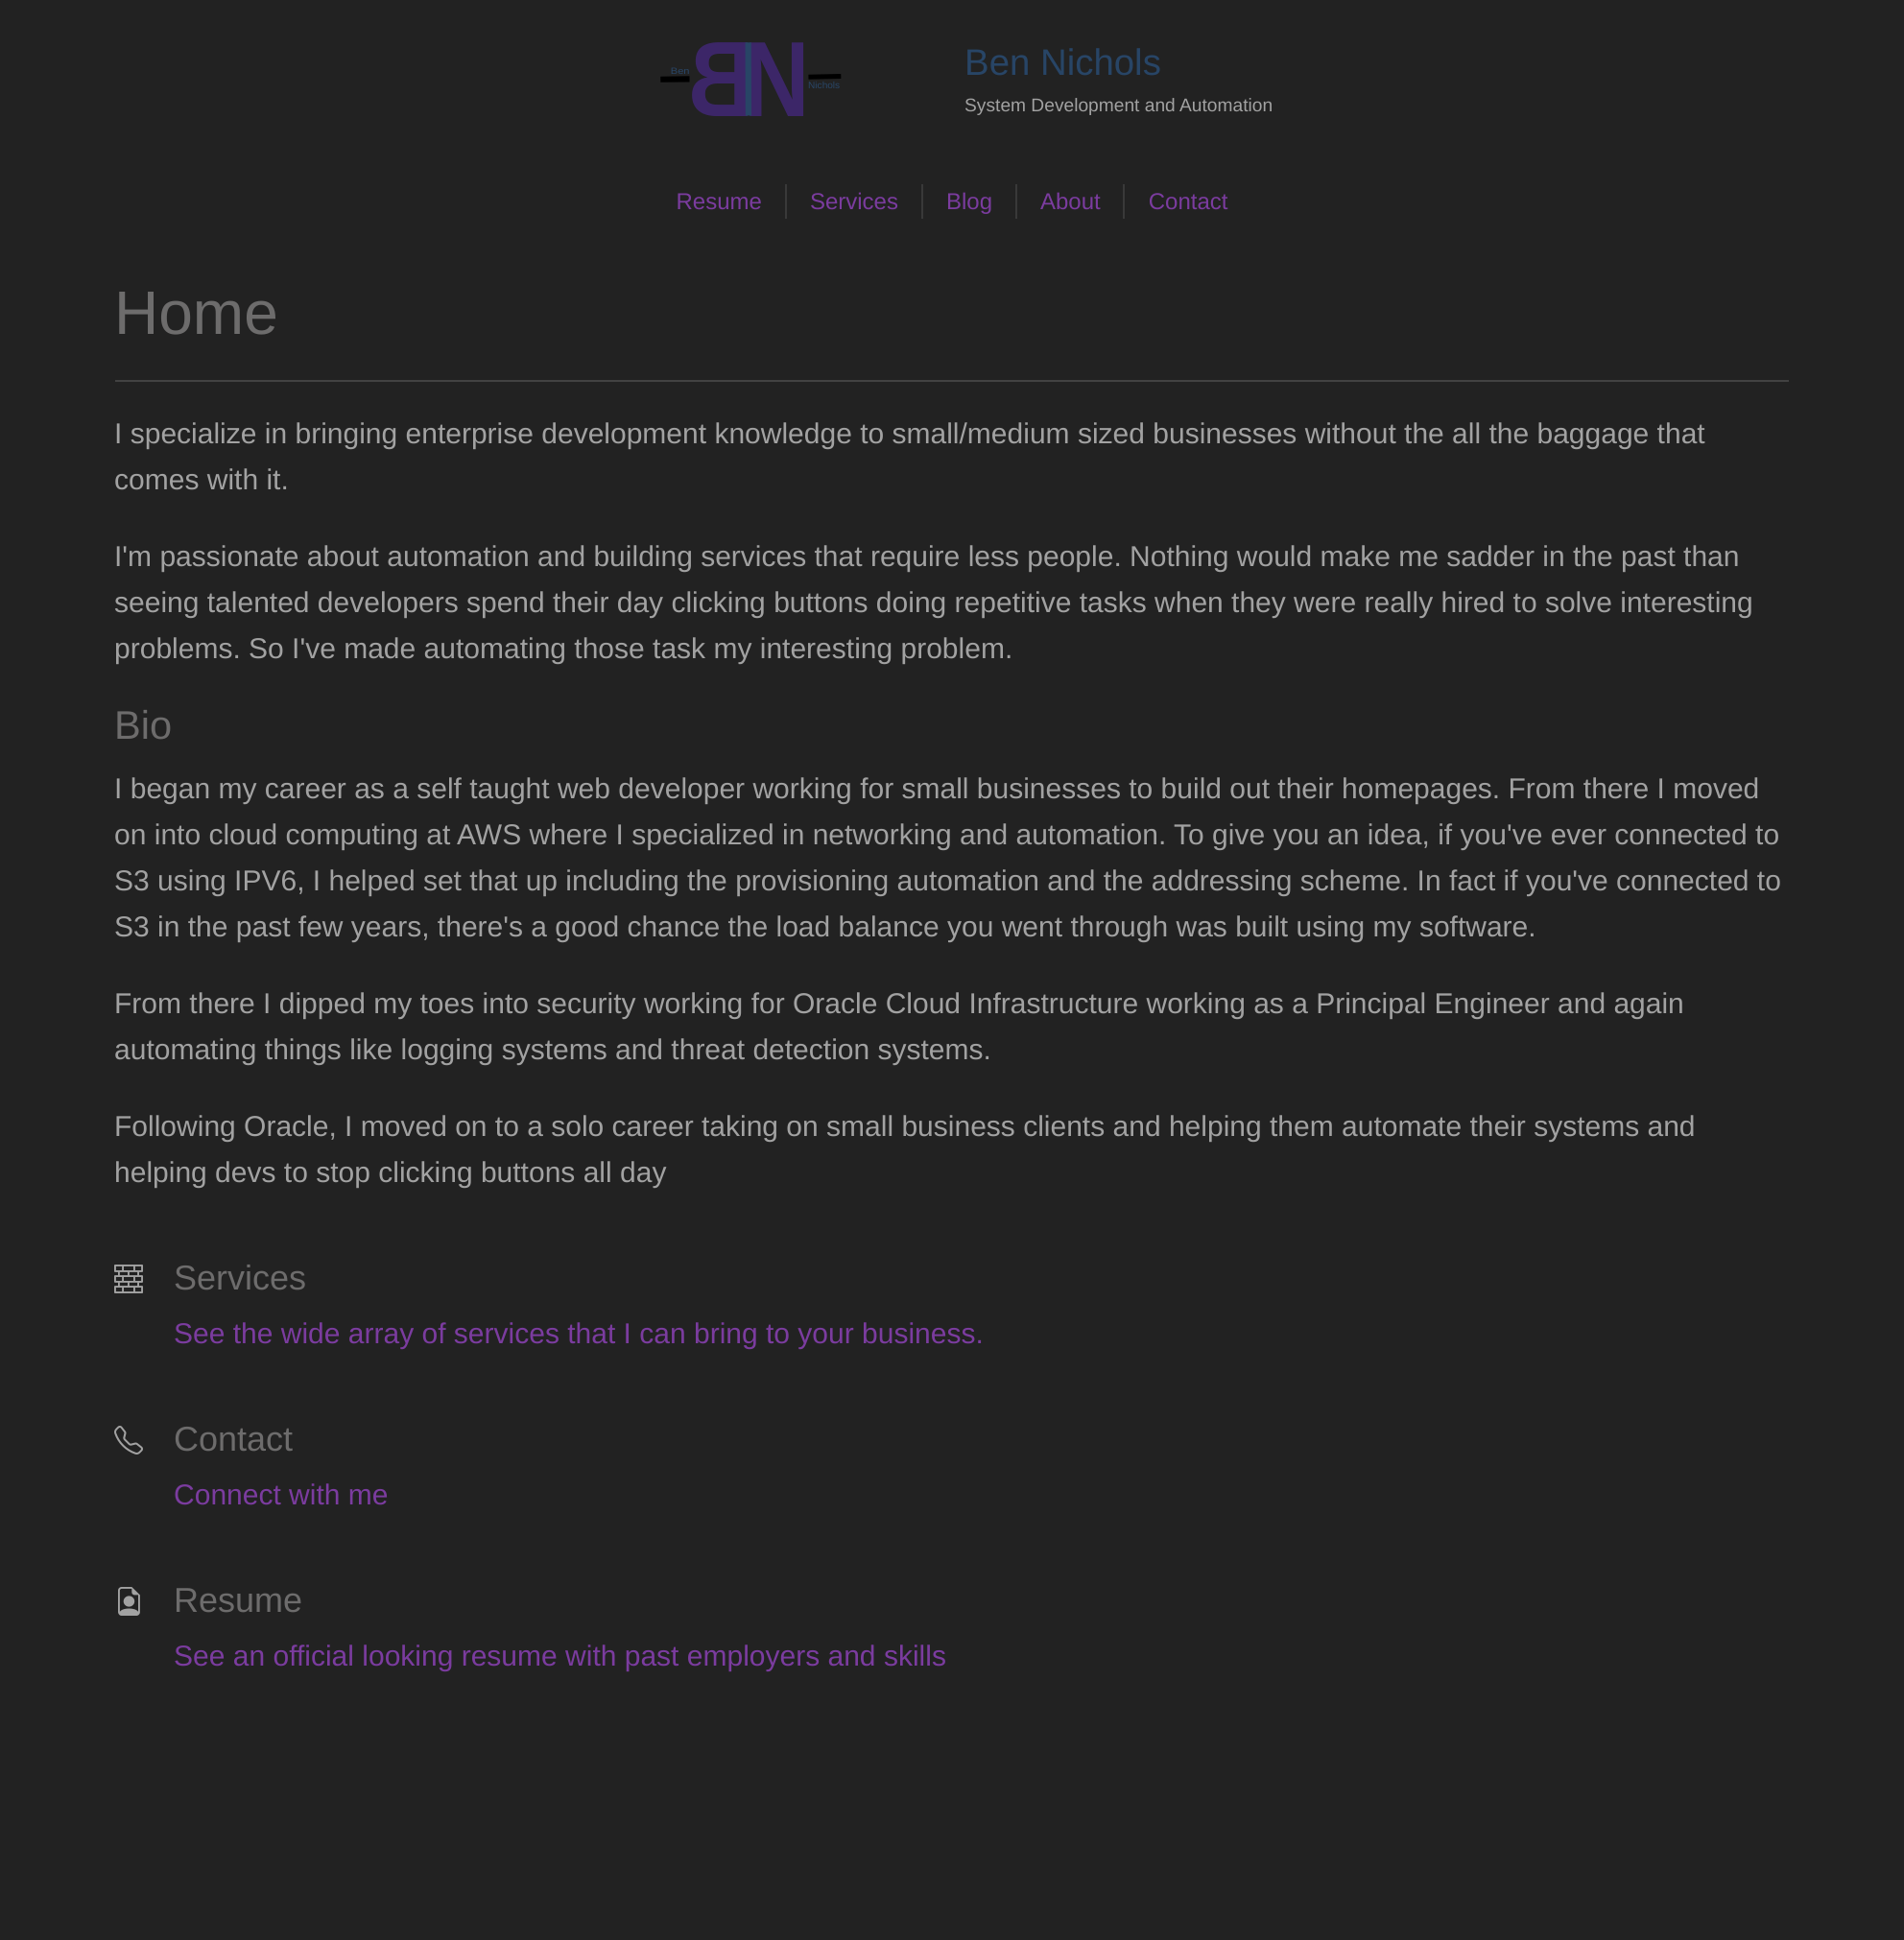 Ben
BN
Nichols
Ben Nichols
System Development and Automation
Resume
Services
Blog
About
Contact
Home
I specialize in bringing enterprise development knowledge to small/medium sized businesses without the all the baggage that
comes with it.
I'm passionate about automation and building services that require less people. Nothing would make me sadder in the past than
seeing talented developers spend their day clicking buttons doing repetitive tasks when they were really hired to solve interesting
problems. So I've made automating those task my interesting problem.
Bio
I began my career as a self taught web developer working for small businesses to build out their homepages. From there I moved
on into cloud computing at AWS where I specialized in networking and automation. To give you an idea, if you've ever connected to
S3 using IPV6, I helped set that up including the provisioning automation and the addressing scheme. In fact if you've connected to
S3 in the past few years, there's a good chance the load balance you went through was built using my software.
From there I dipped my toes into security working for Oracle Cloud Infrastructure working as a Principal Engineer and again
automating things like logging systems and threat detection systems.
Following Oracle, I moved on to a solo career taking on small business clients and helping them automate their systems and
helping devs to stop clicking buttons all day
Services
See the wide array of services that I can bring to your business.
Contact
Connect with me
Resume
See an official looking resume with past employers and skills